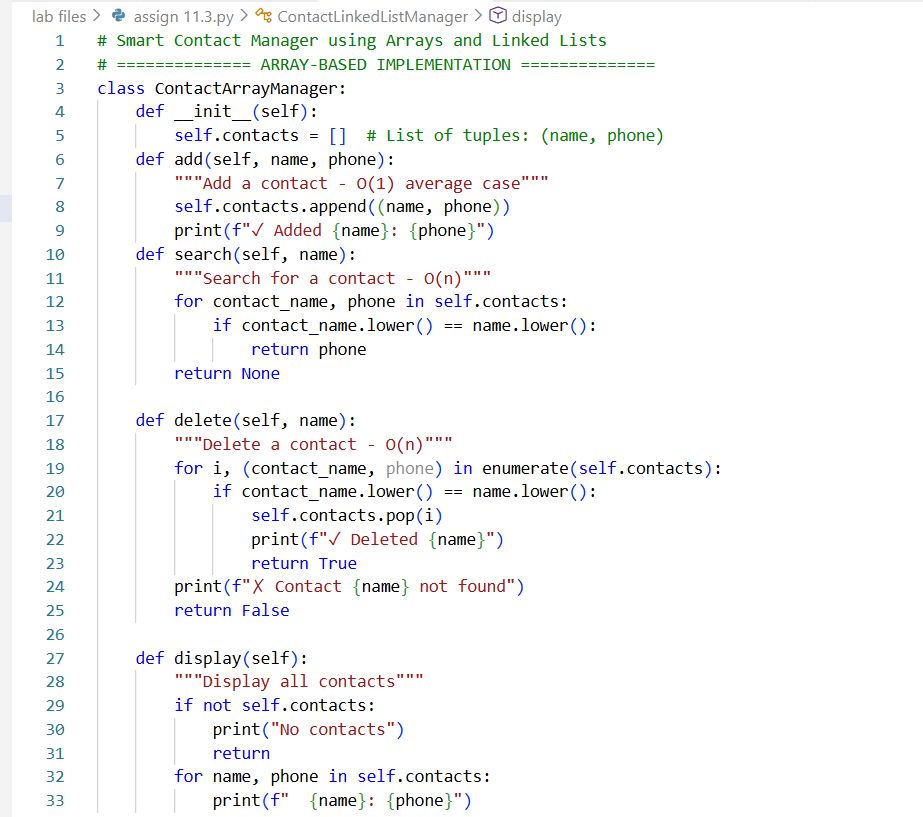 lab files > assign 11.3.py > ContactLinkedListManager > display
1 # Smart Contact Manager using Arrays and Linked Lists
2 # ============== ARRAY-BASED IMPLEMENTATION ==============
3 class ContactArrayManager:
4     def __init__(self):
5         self.contacts = []  # List of tuples: (name, phone)
6     def add(self, name, phone):
7         """Add a contact - O(1) average case"""
8         self.contacts.append((name, phone))
9         print(f"✓ Added {name}: {phone}")
10     def search(self, name):
11         """Search for a contact - O(n)"""
12         for contact_name, phone in self.contacts:
13             if contact_name.lower() == name.lower():
14                 return phone
15         return None
16
17     def delete(self, name):
18         """Delete a contact - O(n)"""
19         for i, (contact_name, phone) in enumerate(self.contacts):
20             if contact_name.lower() == name.lower():
21                 self.contacts.pop(i)
22                 print(f"✓ Deleted {name}")
23                 return True
24         print(f"✗ Contact {name} not found")
25         return False
26
27     def display(self):
28         """Display all contacts"""
29         if not self.contacts:
30             print("No contacts")
31             return
32         for name, phone in self.contacts:
33             print(f"  {name}: {phone}")